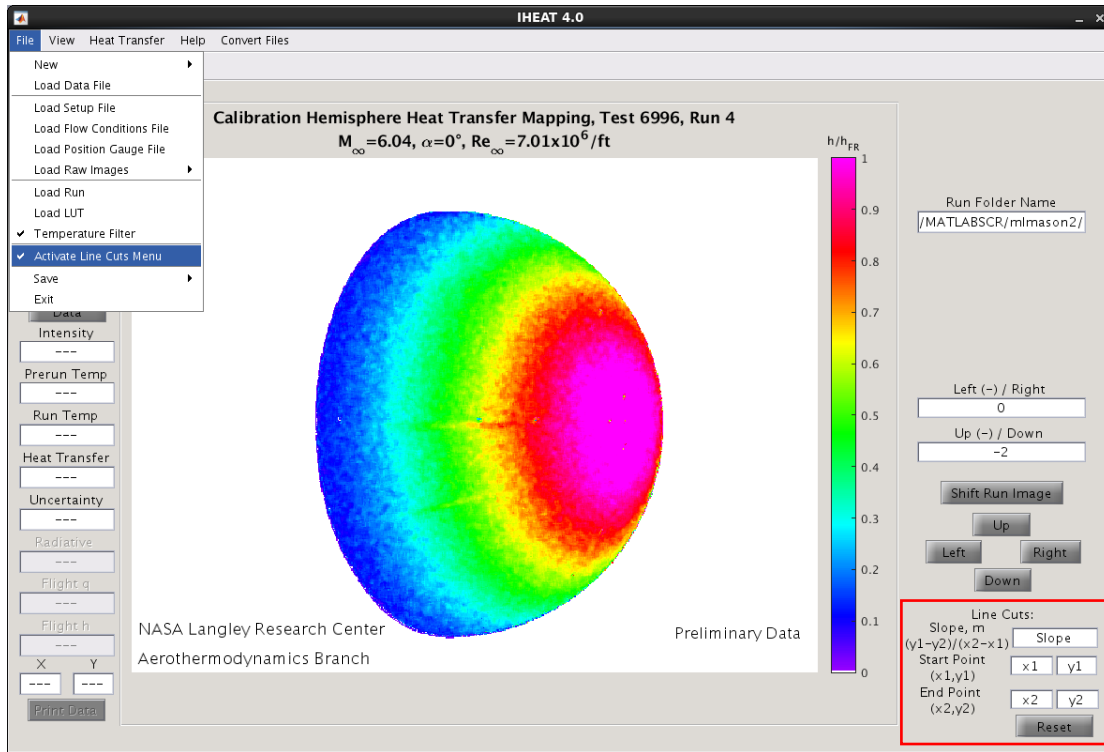 IHEAT 4.0
File View Heat Transfer Help Convert Files
New
Load Data File
Load Setup File
Load Flow Conditions File
Load Position Gauge File
Load Raw Images
Load Run
Load LUT
Temperature Filter
Activate Line Cuts Menu
Save
Exit
Data
Intensity
---
Prerun Temp
---
Run Temp
---
Heat Transfer
---
Uncertainty
---
Radiative
---
Flight q
---
Flight h
---
X Y
--- ---
Print Data
Calibration Hemisphere Heat Transfer Mapping, Test 6996, Run 4
M∞=6.04, α=0°, Re∞=7.01x10⁶/ft
NASA Langley Research Center
Aerothermodynamics Branch
Preliminary Data
h/hFR
1
0.9
0.8
0.7
0.6
0.5
0.4
0.3
0.2
0.1
0
Run Folder Name
/MATLABSCR/mlmason2/
Left (-) / Right
0
Up (-) / Down
-2
Shift Run Image
Up
Left Right
Down
Line Cuts:
Slope, m
(y1-y2)/(x2-x1) Slope
Start Point
(x1,y1) x1 y1
End Point
(x2,y2) x2 y2
Reset